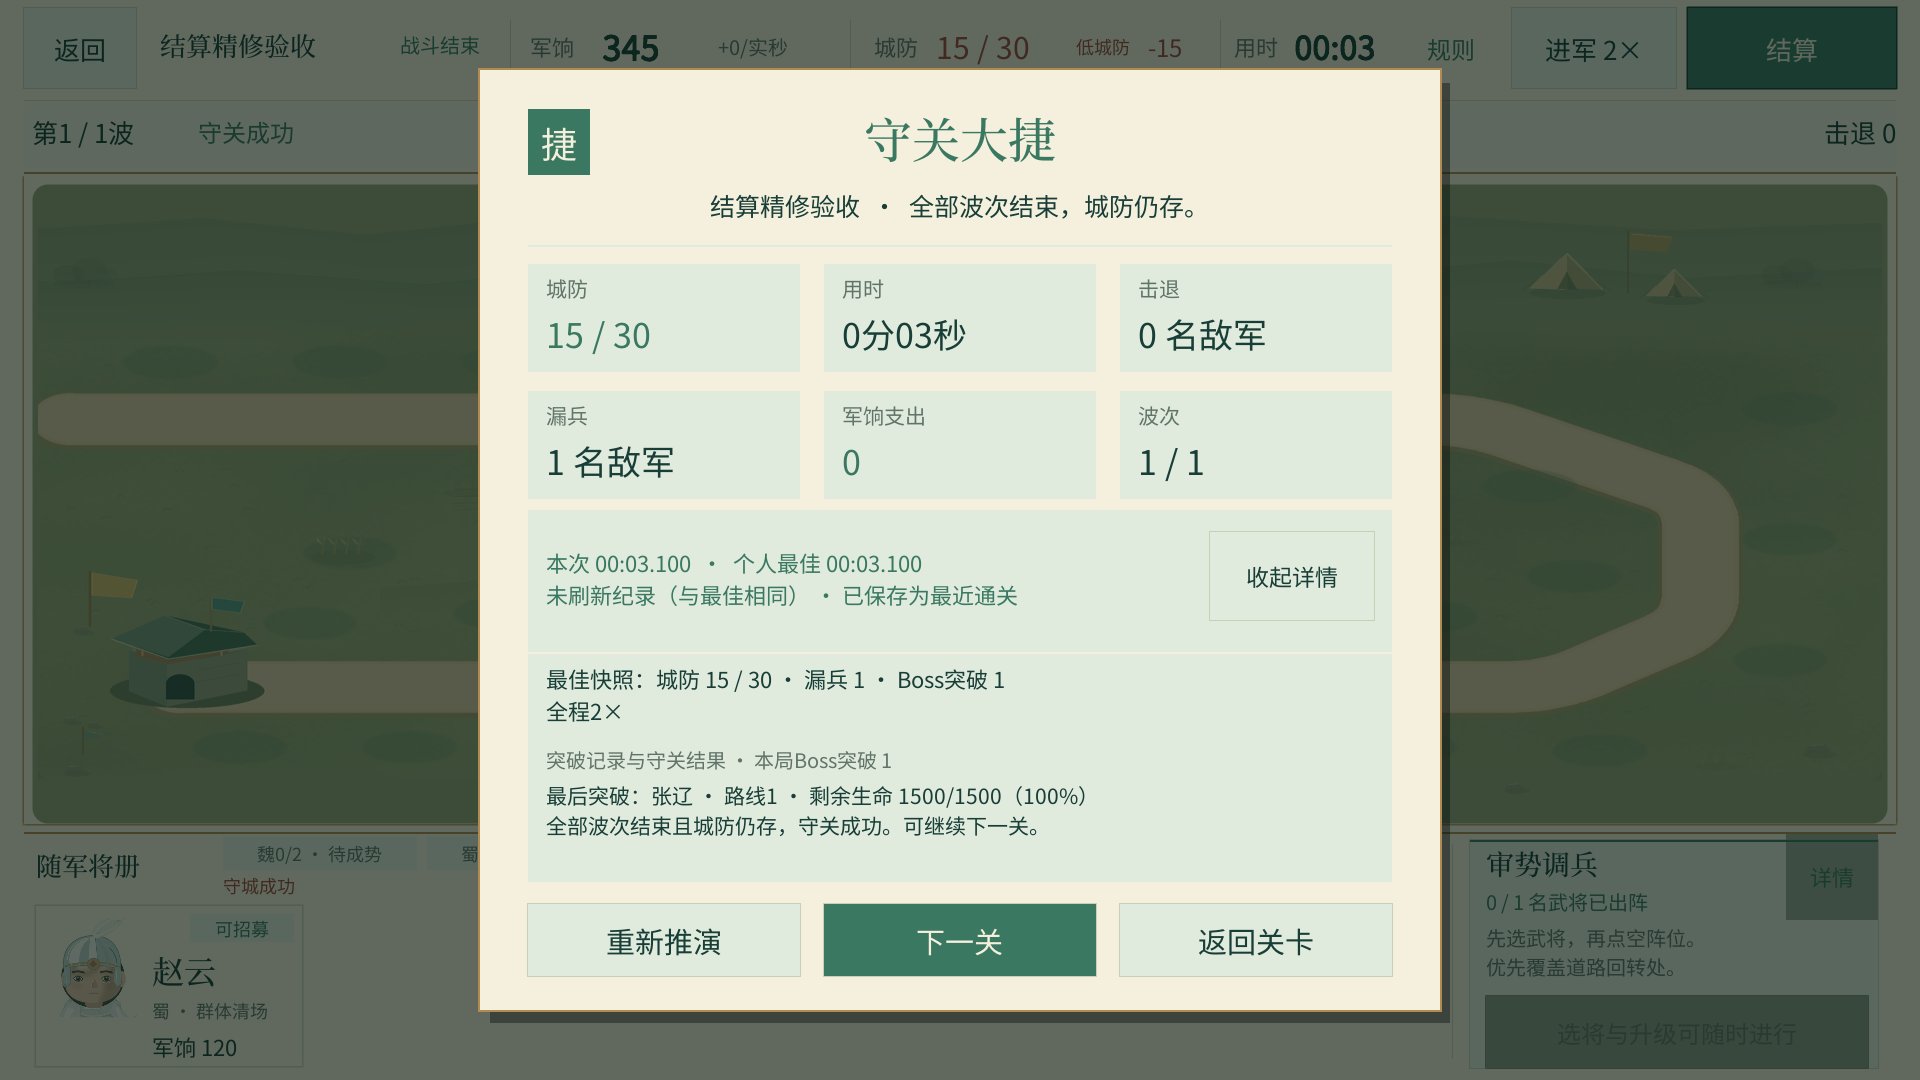 返回
结算精修验收
战斗结束
军饷 345 +0/实秒
城防 15 / 30 低城防 -15
用时 00:03
规则
进军 2×
结算
第1 / 1波
守关成功
击退 0
捷
守关大捷
结算精修验收 · 全部波次结束，城防仍存。
城防
15 / 30
用时
0分03秒
击退
0 名敌军
漏兵
1 名敌军
军饷支出
0
波次
1 / 1
本次 00:03.100 · 个人最佳 00:03.100
未刷新纪录（与最佳相同） · 已保存为最近通关
收起详情
最佳快照：城防 15 / 30 · 漏兵 1 · Boss突破 1
全程2×
突破记录与守关结果 · 本局Boss突破 1
最后突破：张辽 · 路线1 · 剩余生命 1500/1500（100%）
全部波次结束且城防仍存，守关成功。可继续下一关。
重新推演
下一关
返回关卡
随军将册
魏0/2 · 待成势
蜀
守城成功
可招募
赵云
蜀 · 群体清场
军饷 120
审势调兵
详情
0 / 1 名武将已出阵
先选武将，再点空阵位。
优先覆盖道路回转处。
选将与升级可随时进行